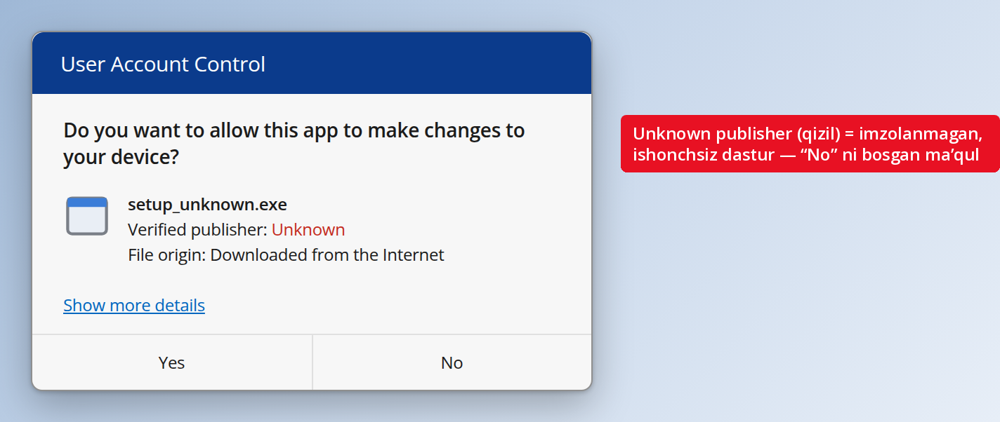 User Account Control
Do you want to allow this app to make changes to
your device?
setup_unknown.exe
Verified publisher: Unknown
File origin: Downloaded from the Internet
Show more details
Yes
No
Unknown publisher (qizil) = imzolanmagan,
ishonchsiz dastur — “No” ni bosgan ma’qul